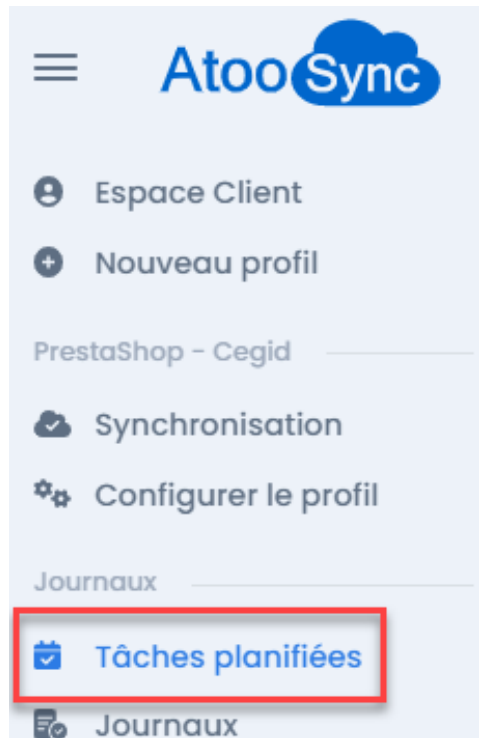 AtooSync
Espace Client
Nouveau profil
PrestaShop - Cegid
Synchronisation
Configurer le profil
Journaux
Tâches planifiées
Journaux